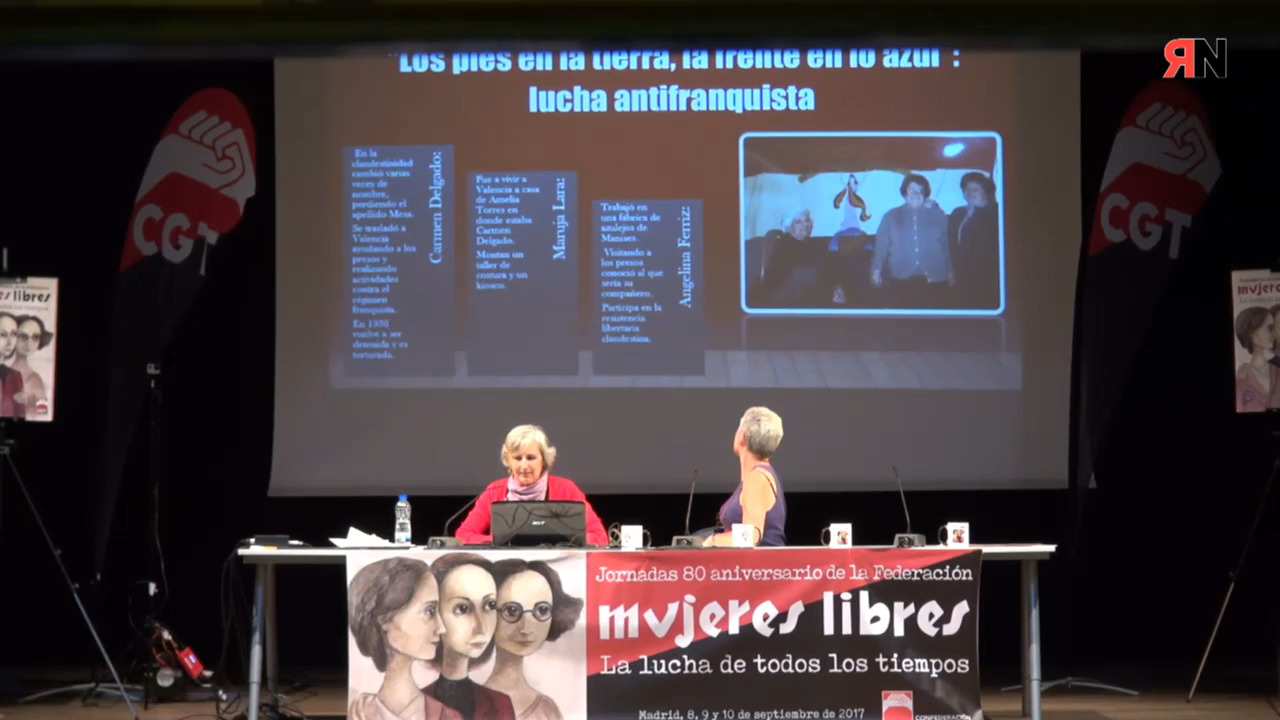 RN
"Los pies en la tierra, la frente en lo azul":
lucha antifranquista
En la
clandestinidad
cambió varias
veces de
nombre,
perdiendo el
apellido Mesa.
Se trasladó a
Valencia
ayudando a los
presos y
realizando
actividades
contra el
régimen
franquista.
En 1956
vuelve a ser
detenida y es
torturada.
Carmen Delgado:
Fue a vivir a
Valencia a casa
de Amelia
Torres en
donde estaba
Carmen
Delgado.
Montan un
taller de
costura y un
kiosco.
Maruja Lara:
Trabajó en
una fábrica de
azulejos de
Manises.
Visitando a
los presos
conoció al que
sería su
compañero.
Participa en la
resistencia
libertaria
clandestina.
Angelina Ferriz:
CGT
CGT
es libres
mujere
acer
Jornadas 80 aniversario de la Federación
mujeres libres
La lucha de todos los tiempos
Madrid, 8, 9 y 10 de septiembre de 2017
CONFEDERACIÓN